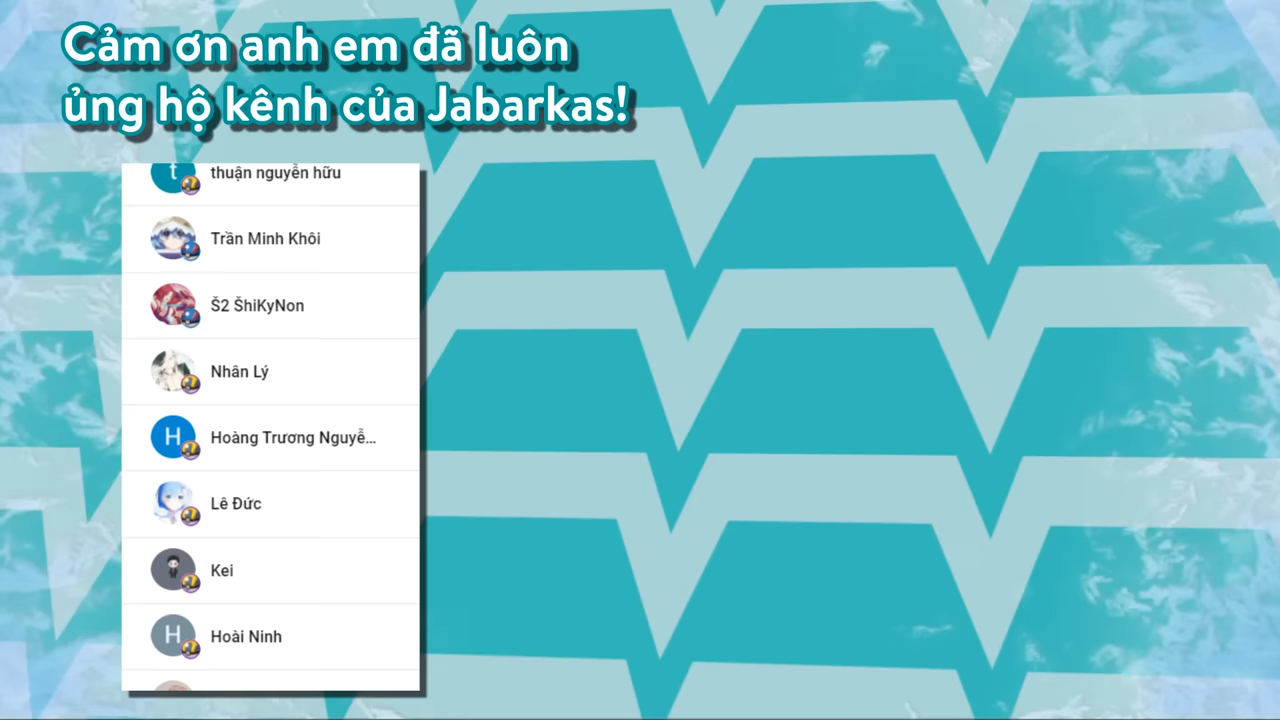 Cảm ơn anh em đã luôn
ủng hộ kênh của Jabarkas!
t
thuận nguyễn hữu
Trần Minh Khôi
Š2 ŠhiKyNon
Nhân Lý
H
Hoàng Trương Nguyễ...
Lê Đức
Kei
H
Hoài Ninh